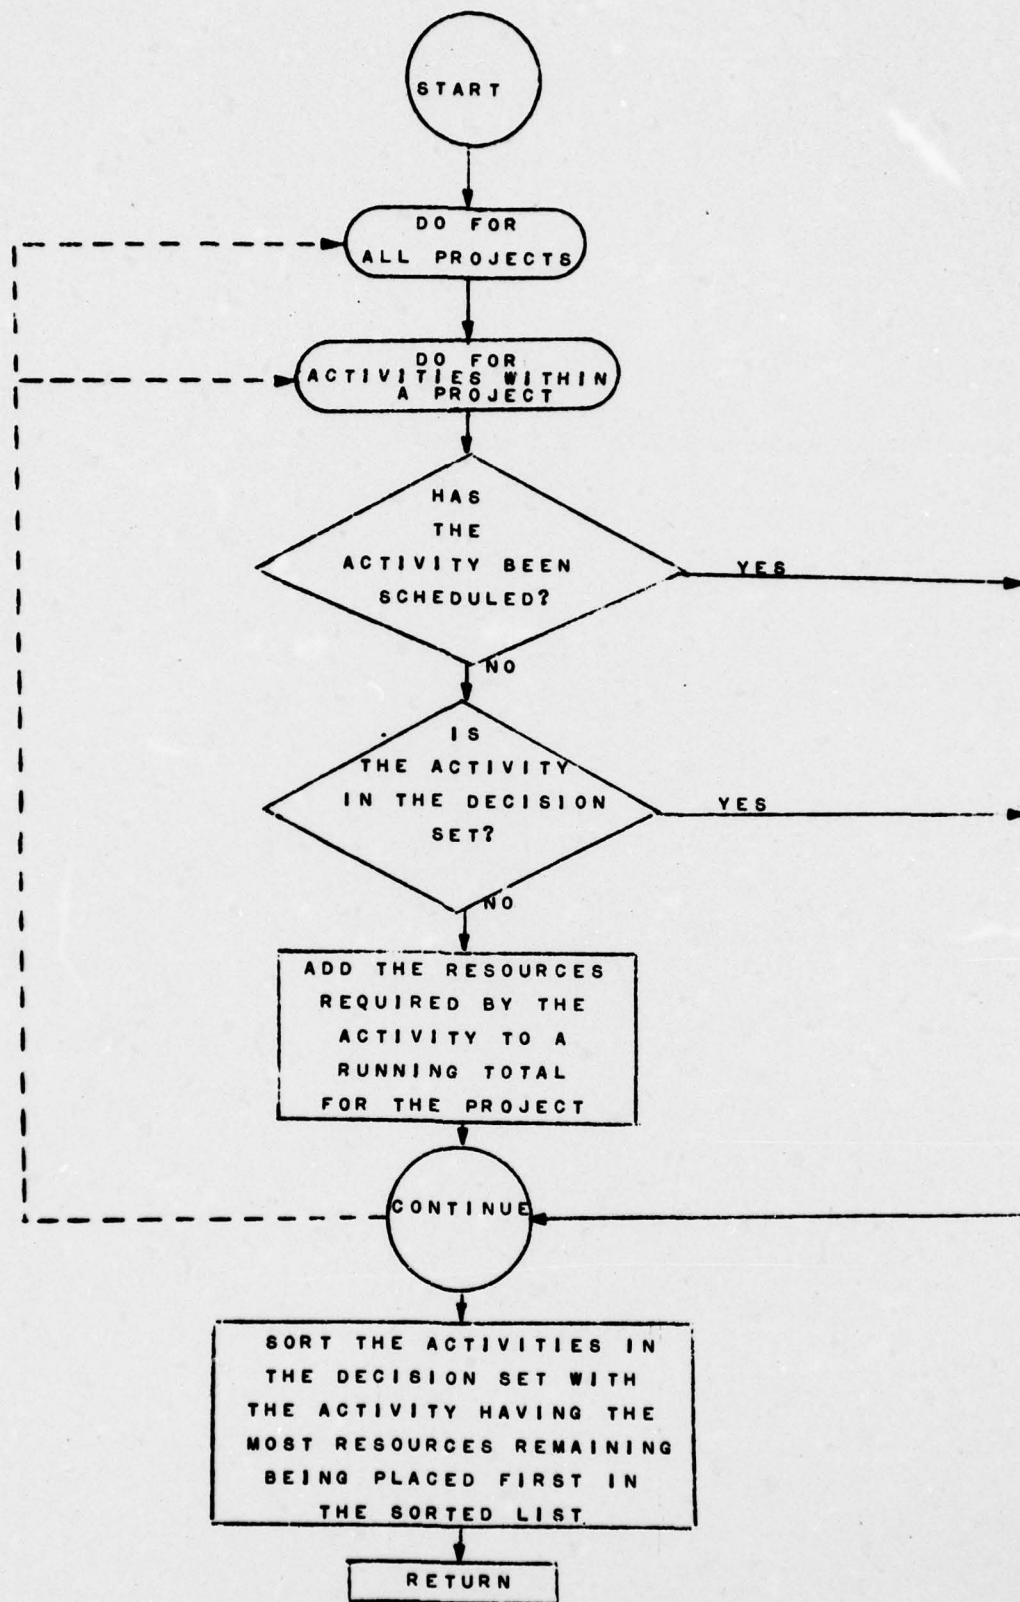 START
DO FOR
ALL PROJECTS
DO FOR
ACTIVITIES WITHIN
A PROJECT
HAS
THE
ACTIVITY BEEN
SCHEDULED?
YES
NO
IS
THE ACTIVITY
IN THE DECISION
SET?
YES
NO
ADD THE RESOURCES
REQUIRED BY THE
ACTIVITY TO A
RUNNING TOTAL
FOR THE PROJECT
CONTINUE
SORT THE ACTIVITIES IN
THE DECISION SET WITH
THE ACTIVITY HAVING THE
MOST RESOURCES REMAINING
BEING PLACED FIRST IN
THE SORTED LIST.
RETURN